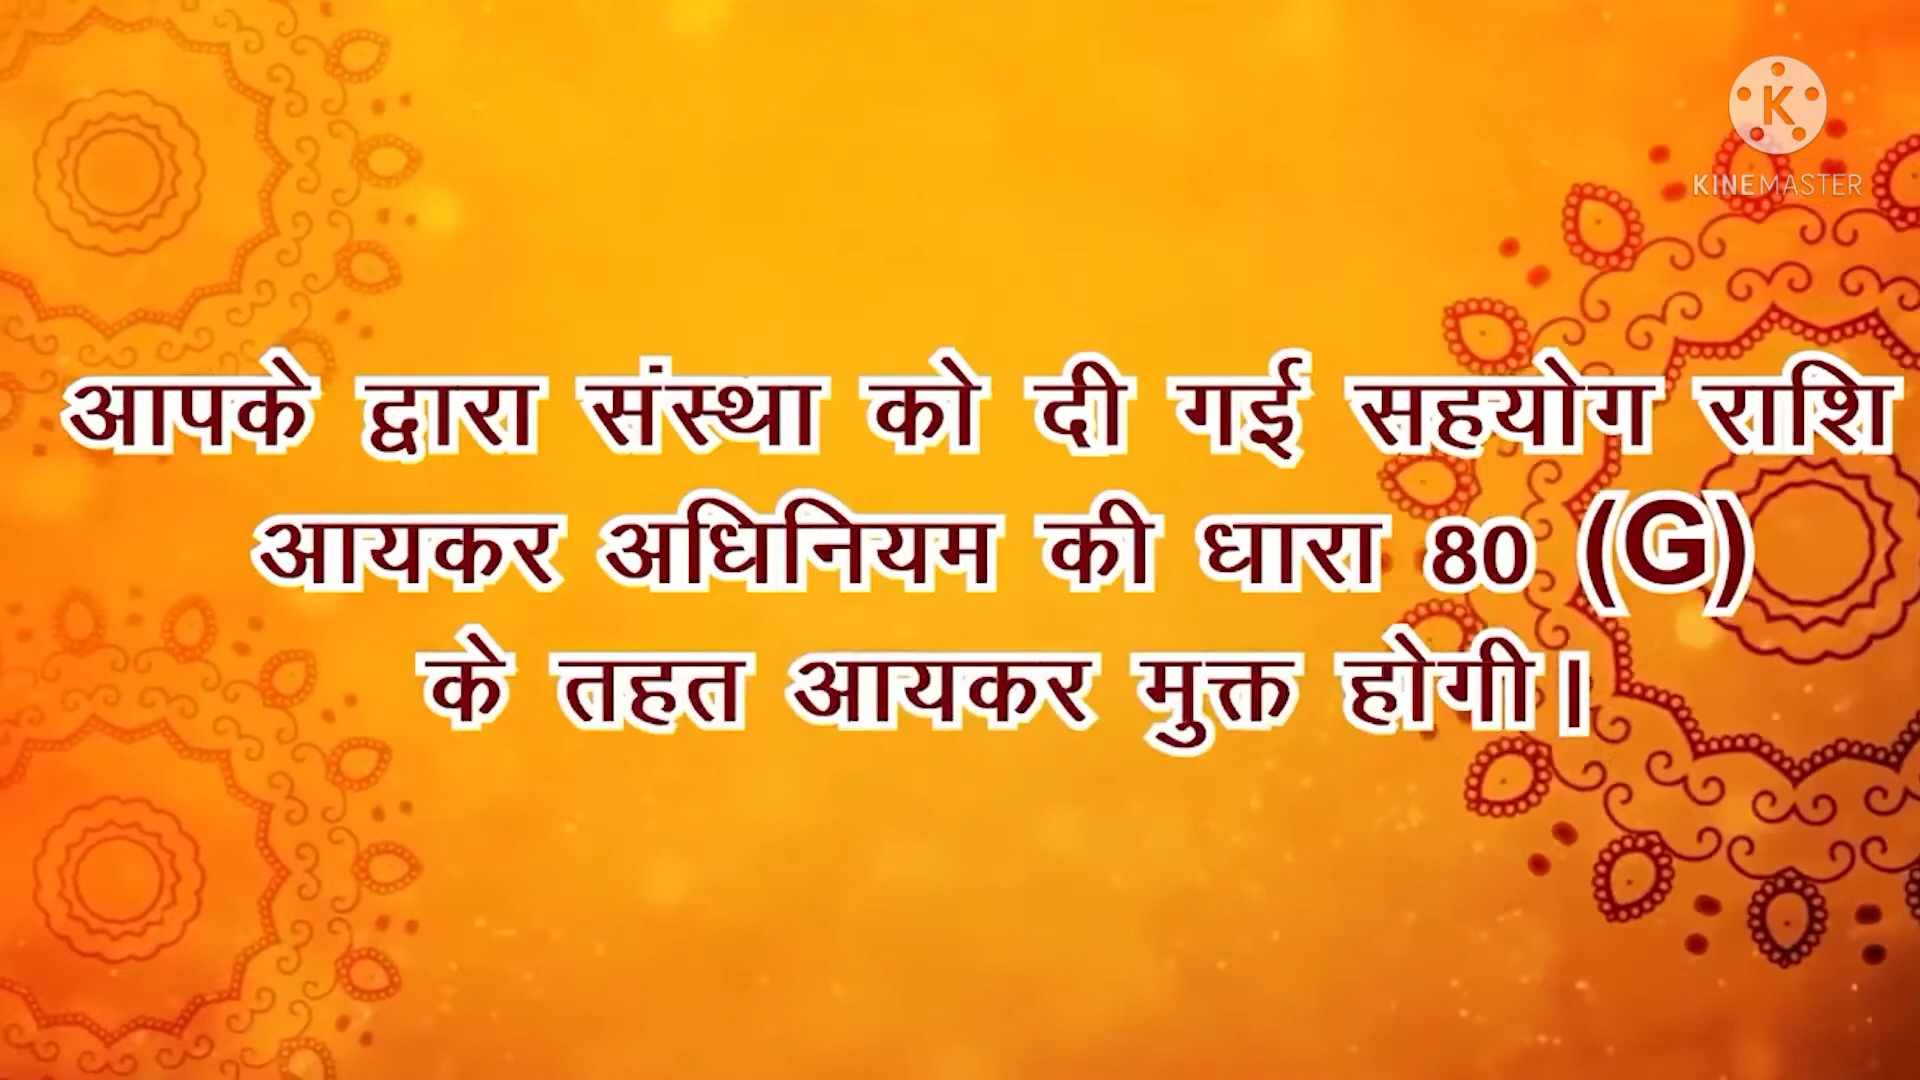 K
KINEMASTER
आपके द्वारा संस्था को दी गई सहयोग राशि
आयकर अधिनियम की धारा 80 (G)
के तहत आयकर मुक्त होगी।